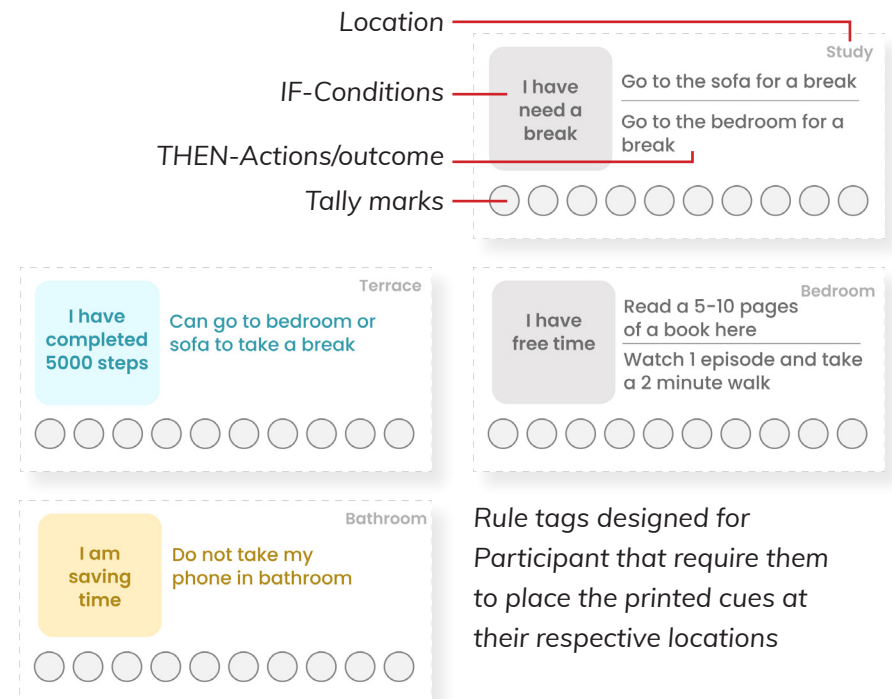 Location
IF-Conditions
THEN-Actions/outcome
Tally marks
Study
I have
need a
break
Go to the sofa for a break
Go to the bedroom for a
break
Terrace
I have
completed
5000 steps
Can go to bedroom or
sofa to take a break
Bedroom
I have
free time
Read a 5-10 pages
of a book here
Watch 1 episode and take
a 2 minute walk
Bathroom
I am
saving
time
Do not take my
phone in bathroom
Rule tags designed for
Participant that require them
to place the printed cues at
their respective locations